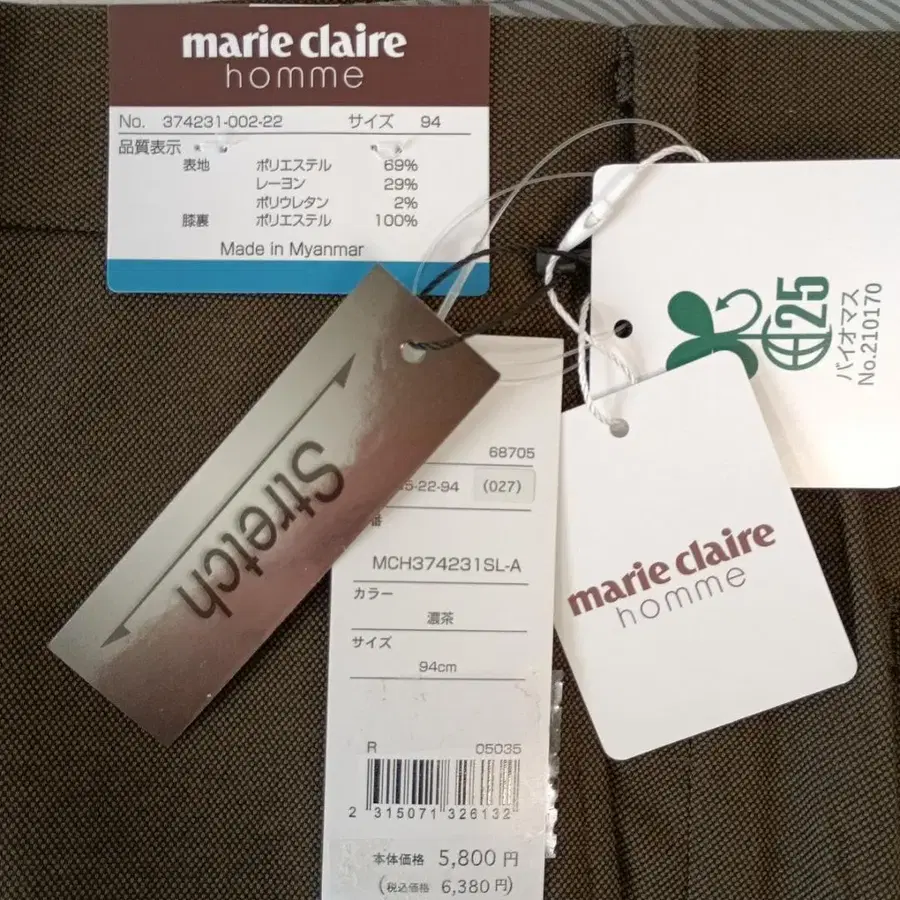 marie claire
homme
No. 374231-002-22 サイズ 94
品質表示
表地 ポリエステル 69%
レーヨン 29%
ポリウレタン 2%
膝裏 ポリエステル 100%
Made in Myanmar
Stretch
25
バイオマス
No.210170
68705
5-22-94 (027)
番
MCH374231SL-A
カラー
濃茶
サイズ
94cm
R 05035
2 315071 326132
本体価格 5,800円
(税込価格 6,380円)
marie claire
homme